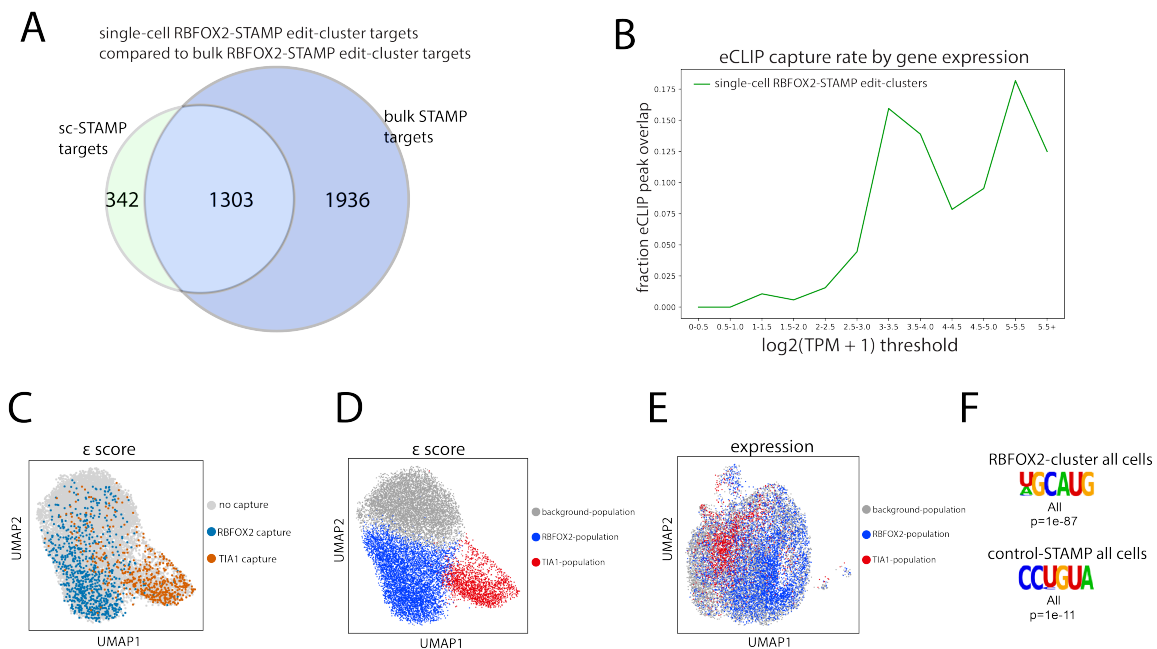 A
single-cell RBFOX2-STAMP edit-cluster targets
compared to bulk RBFOX2-STAMP edit-cluster targets
sc-STAMP
targets
bulk STAMP
targets
342
1303
1936
B
eCLIP capture rate by gene expression
single-cell RBFOX2-STAMP edit-clusters
fraction eCLIP peak overlap
0.175
0.150
0.125
0.100
0.075
0.050
0.025
0.000
0-0.5 0.5-1.0 1-1.5 1.5-2.0 2-2.5 2.5-3.0 3-3.5 3.5-4.0 4-4.5 4.5-5.0 5-5.5 5.5+
log2(TPM + 1) threshold
C
ε score
no capture
RBFOX2 capture
TIA1 capture
UMAP2
UMAP1
D
ε score
background-population
RBFOX2-population
TIA1-population
UMAP2
UMAP1
E
expression
background-population
RBFOX2-population
TIA1-population
UMAP2
UMAP1
F
RBFOX2-cluster all cells
UGCAUG
All
p=1e-87
control-STAMP all cells
CCUGUA
All
p=1e-11